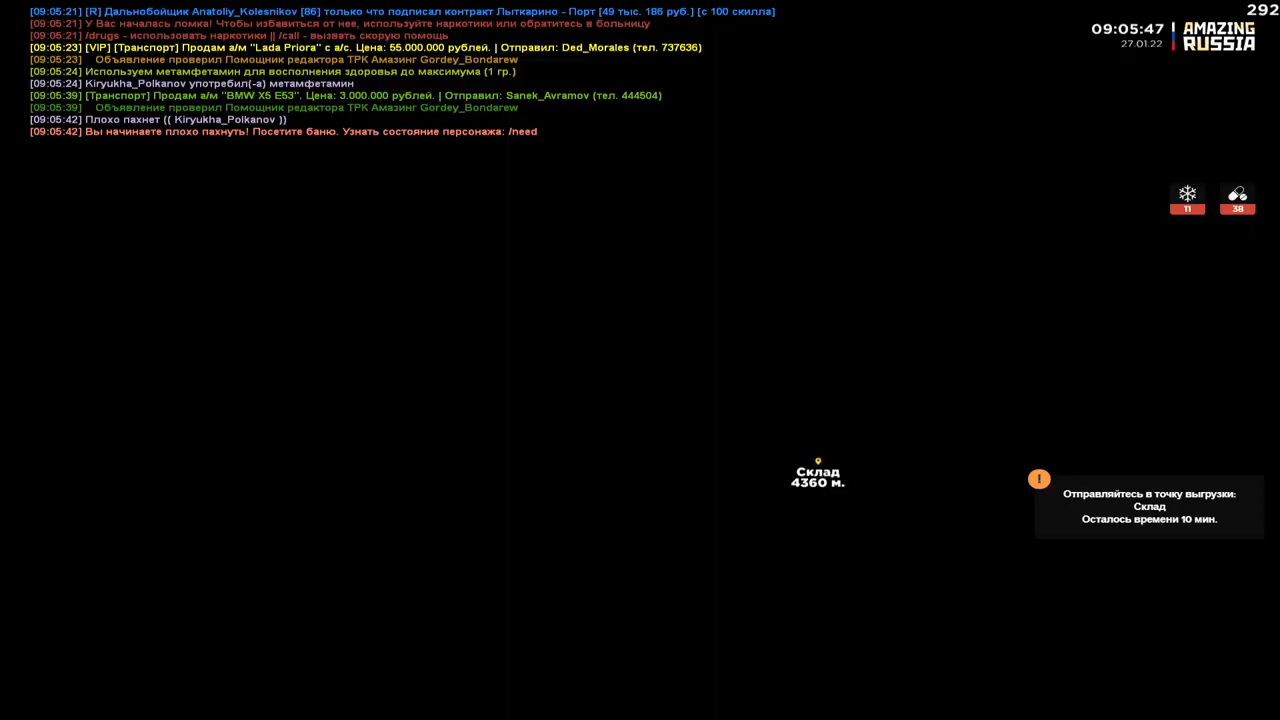 [09:05:21] [R] Дальнобойщик Anatoliy_Kolesnikov [86] только что подписал контракт Лыткарино - Порт [49 тыс. 186 руб.] [с 100 скилла]
[09:05:21] У Вас началась ломка! Чтобы избавиться от нее, используйте наркотики или обратитесь в больницу
[09:05:21] /drugs - использовать наркотики || /call - вызвать скорую помощь
[09:05:23] [VIP] [Транспорт] Продам а/м "Lada Priora" с а/с. Цена: 55.000.000 рублей. | Отправил: Ded_Morales (тел. 737636)
[09:05:23] Объявление проверил Помощник редактора ТРК Амазинг Gordey_Bondarew
[09:05:24] Используем метамфетамин для восполнения здоровья до максимума (1 гр.)
[09:05:24] Kiryukha_Polkanov употребил(-а) метамфетамин
[09:05:39] [Транспорт] Продам а/м "BMW X5 E53". Цена: 3.000.000 рублей. | Отправил: Sanek_Avramov (тел. 444504)
[09:05:39] Объявление проверил Помощник редактора ТРК Амазинг Gordey_Bondarew
[09:05:42] Плохо пахнет (( Kiryukha_Polkanov ))
[09:05:42] Вы начинаете плохо пахнуть! Посетите баню. Узнать состояние персонажа: /need
292
09:05:47
27.01.22
AMAZING
RUSSIA
11
38
Склад
4360 м.
!
Отправляйтесь в точку выгрузки:
Склад
Осталось времени 10 мин.